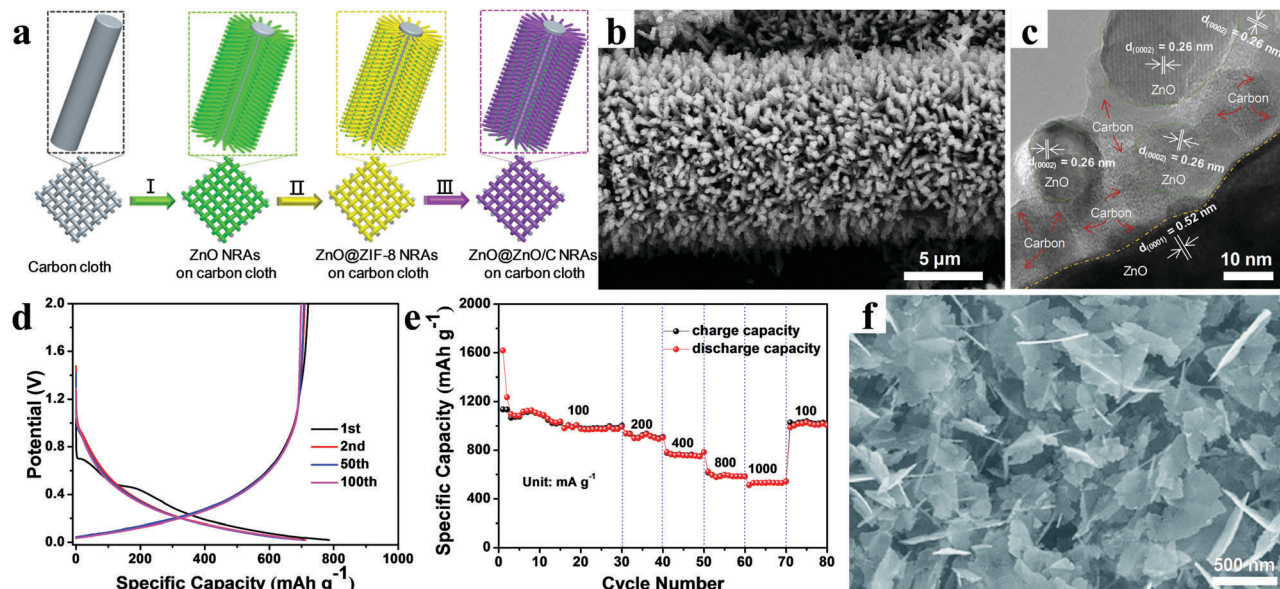 a
I
II
III
Carbon cloth
ZnO NRAs
on carbon cloth
ZnO@ZIF-8 NRAs
on carbon cloth
ZnO@ZnO/C NRAs
on carbon cloth
b
5 μm
c
d(0002) = 0.26 nm
d(0002) = 0.26 nm
ZnO
Carbon
Carbon
d(0002) = 0.26 nm
ZnO
d(0002) = 0.26 nm
ZnO
Carbon
Carbon
d(0001) = 0.52 nm
ZnO
10 nm
d
Potential (V)
2.0
1.6
1.2
0.8
0.4
0.0
1st
2nd
50th
100th
0 200 400 600 800 1000
Specific Capacity (mAh g-1)
e
Specific Capacity (mAh g-1)
2000
1600
1200
800
400
0
charge capacity
discharge capacity
100
200
400
800
1000
100
Unit: mA g-1
0 10 20 30 40 50 60 70 80
Cycle Number
f
500 nm